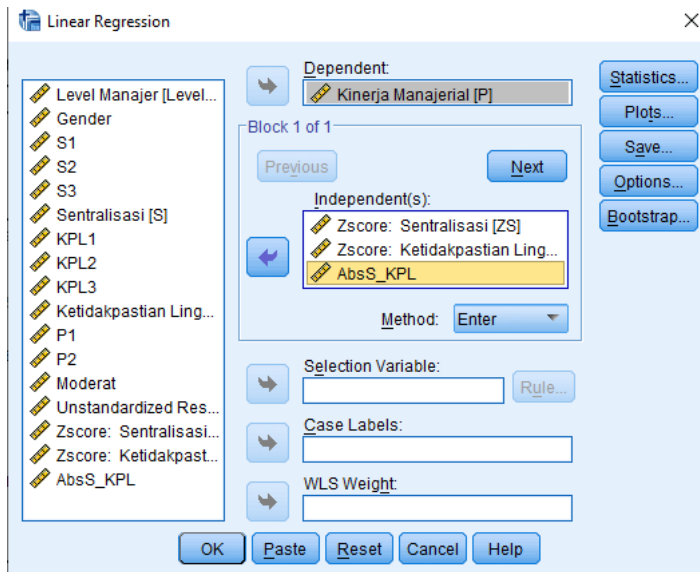 Linear Regression
Level Manajer [Level...
Gender
S1
S2
S3
Sentralisasi [S]
KPL1
KPL2
KPL3
Ketidakpastian Ling...
P1
P2
Moderat
Unstandardized Res...
Zscore: Sentralisasi...
Zscore: Ketidakpast...
AbsS_KPL
Dependent:
Kinerja Manajerial [P]
Block 1 of 1
Previous
Next
Independent(s):
Zscore: Sentralisasi [ZS]
Zscore: Ketidakpastian Ling...
AbsS_KPL
Method: Enter
Selection Variable:
Rule...
Case Labels:
WLS Weight:
Statistics...
Plots...
Save...
Options...
Bootstrap...
OK Paste Reset Cancel Help